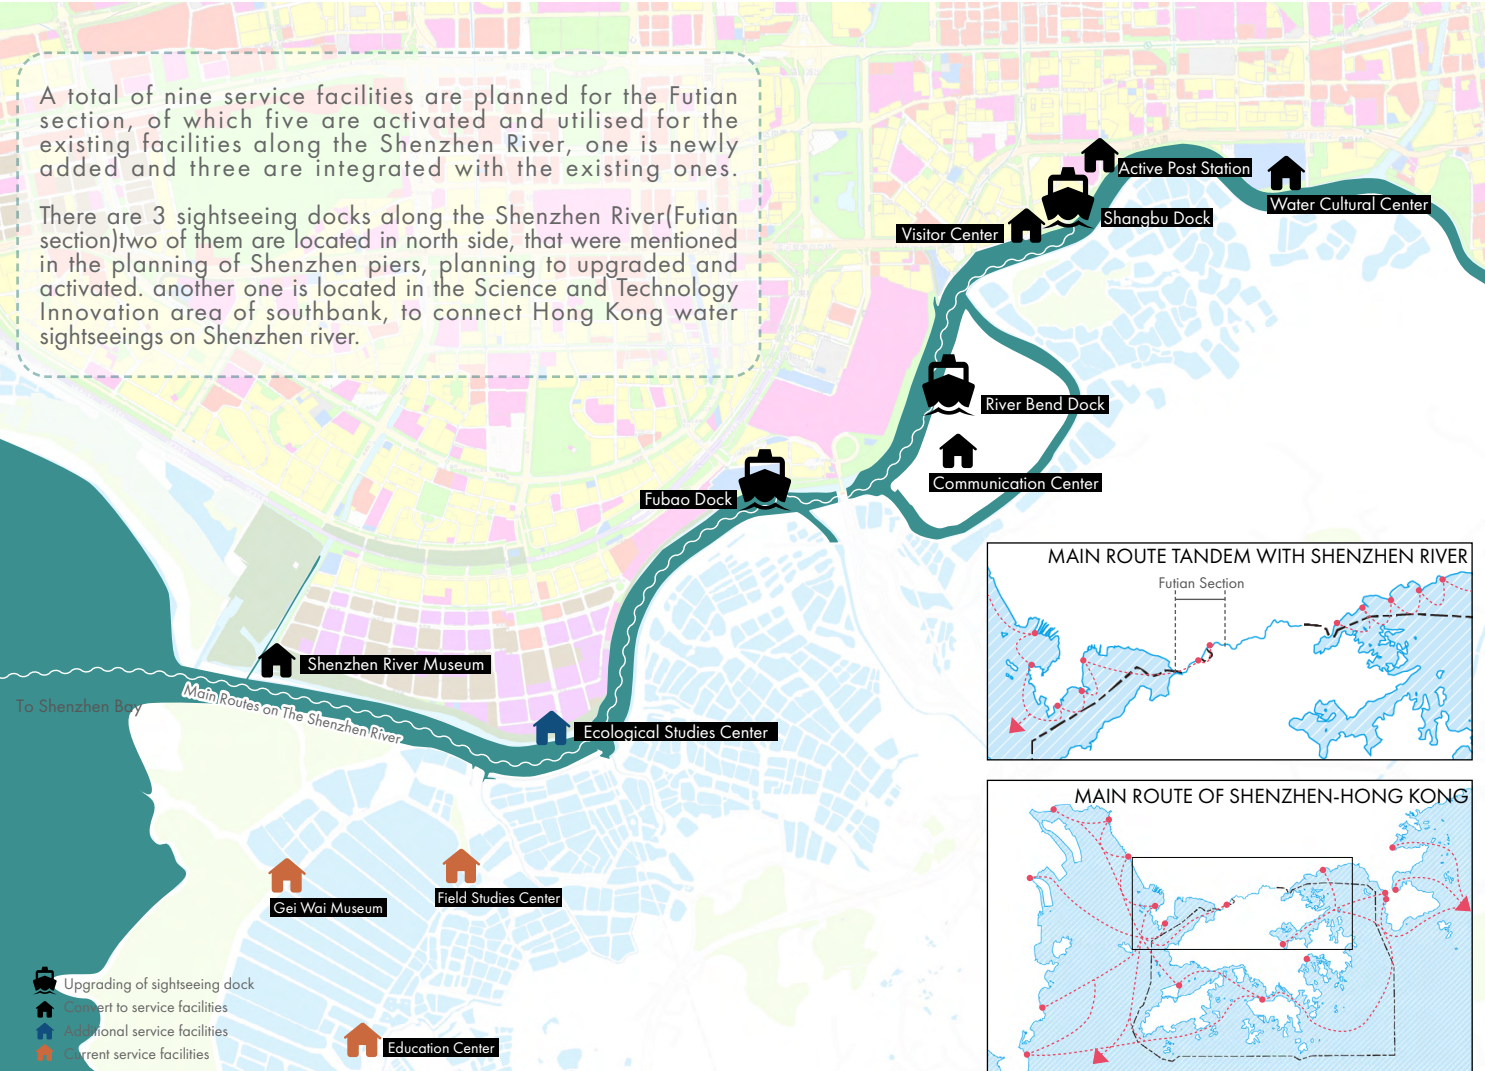 A total of nine service facilities are planned for the Futian
section, of which five are activated and utilised for the
existing facilities along the Shenzhen River, one is newly
added and three are integrated with the existing ones.
There are 3 sightseeing docks along the Shenzhen River(Futian
section)two of them are located in north side, that were mentioned
in the planning of Shenzhen piers, planning to upgraded and
activated. another one is located in the Science and Technology
Innovation area of southbank, to connect Hong Kong water
sightseeings on Shenzhen river.
Active Post Station
Water Cultural Center
Shangbu Dock
Visitor Center
River Bend Dock
Communication Center
Fubao Dock
MAIN ROUTE TANDEM WITH SHENZHEN RIVER
Futian Section
Shenzhen River Museum
To Shenzhen Bay
Main Routes on The Shenzhen River
Ecological Studies Center
MAIN ROUTE OF SHENZHEN-HONG KONG
Field Studies Center
Gei Wai Museum
Education Center
Upgrading of sightseeing dock
Convert to service facilities
Additional service facilities
Current service facilities